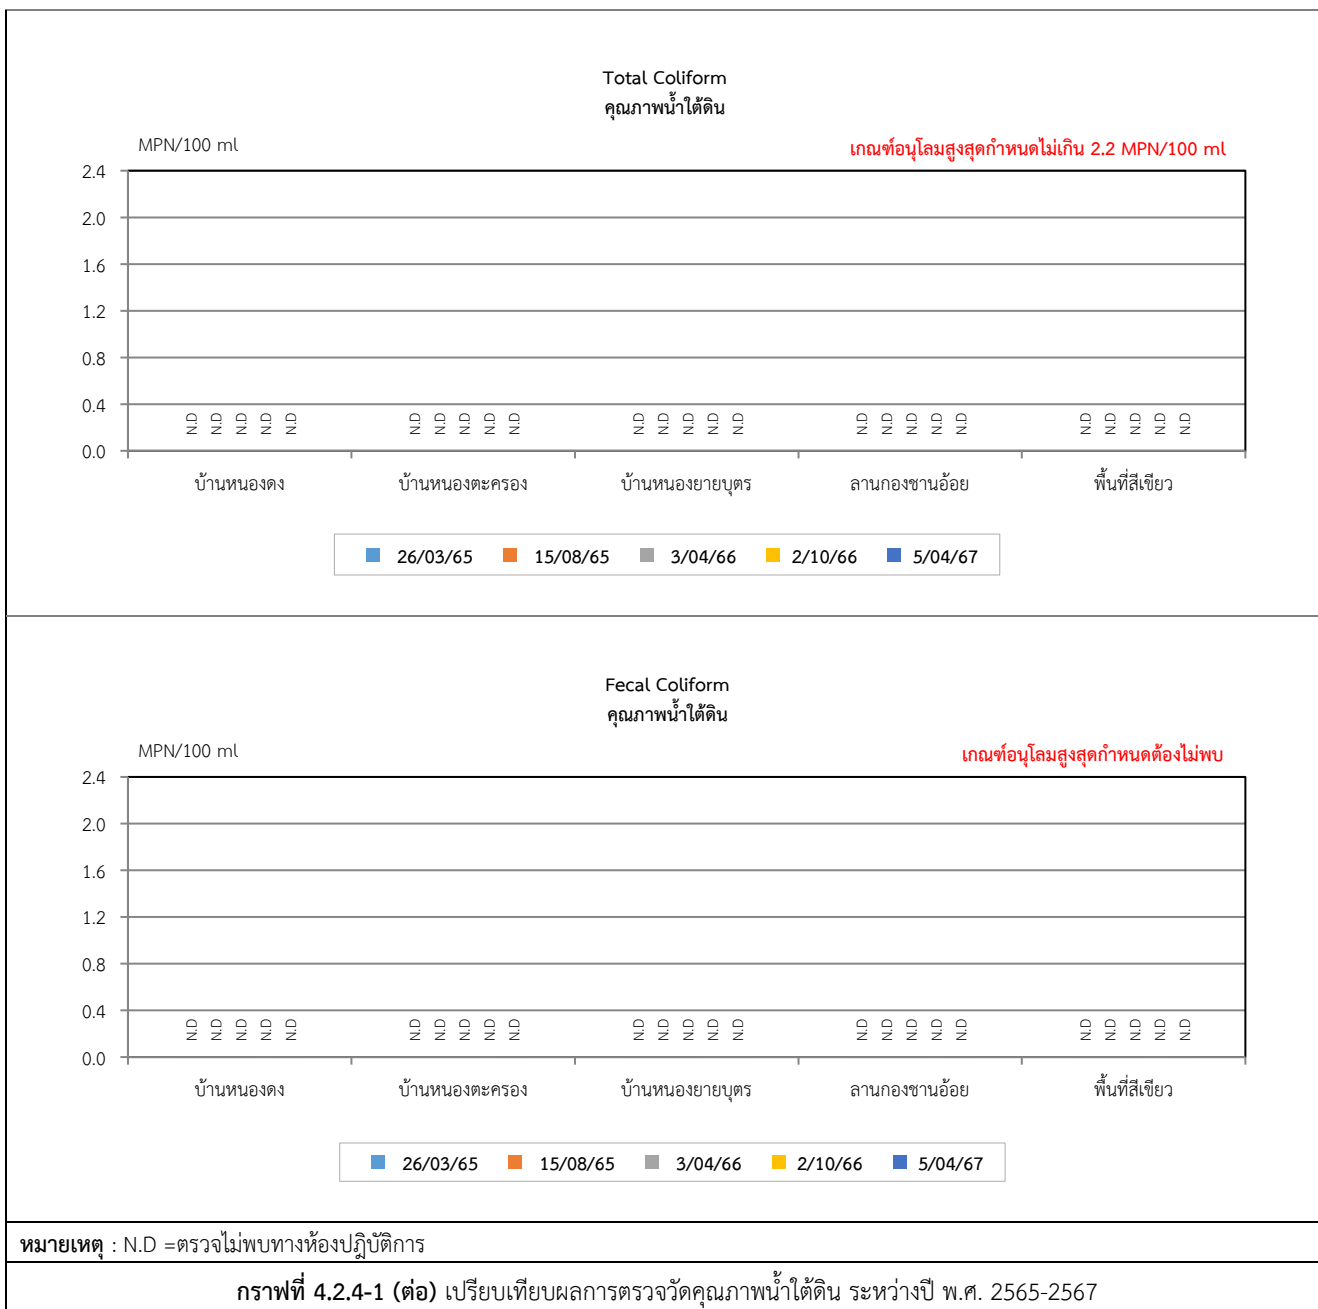 Total Coliform
คุณภาพน้ำใต้ดิน
MPN/100 ml
เกณฑ์อนุโลมสูงสุดกำหนดไม่เกิน 2.2 MPN/100 ml
2.4
2.0
1.6
1.2
0.8
0.4
0.0
N.D N.D N.D N.D N.D N.D N.D N.D N.D N.D N.D N.D N.D N.D N.D N.D N.D N.D N.D N.D N.D N.D N.D N.D N.D
บ้านหนองดง บ้านหนองตะครอง บ้านหนองยายบุตร ลานกองชานอ้อย พื้นที่สีเขียว
26/03/65 15/08/65 3/04/66 2/10/66 5/04/67
Fecal Coliform
คุณภาพน้ำใต้ดิน
MPN/100 ml
เกณฑ์อนุโลมสูงสุดกำหนดต้องไม่พบ
2.4
2.0
1.6
1.2
0.8
0.4
0.0
N.D N.D N.D N.D N.D N.D N.D N.D N.D N.D N.D N.D N.D N.D N.D N.D N.D N.D N.D N.D N.D N.D N.D N.D N.D
บ้านหนองดง บ้านหนองตะครอง บ้านหนองยายบุตร ลานกองชานอ้อย พื้นที่สีเขียว
26/03/65 15/08/65 3/04/66 2/10/66 5/04/67
หมายเหตุ : N.D =ตรวจไม่พบทางห้องปฏิบัติการ
กราฟที่ 4.2.4-1 (ต่อ) เปรียบเทียบผลการตรวจวัดคุณภาพน้ำใต้ดิน ระหว่างปี พ.ศ. 2565-2567